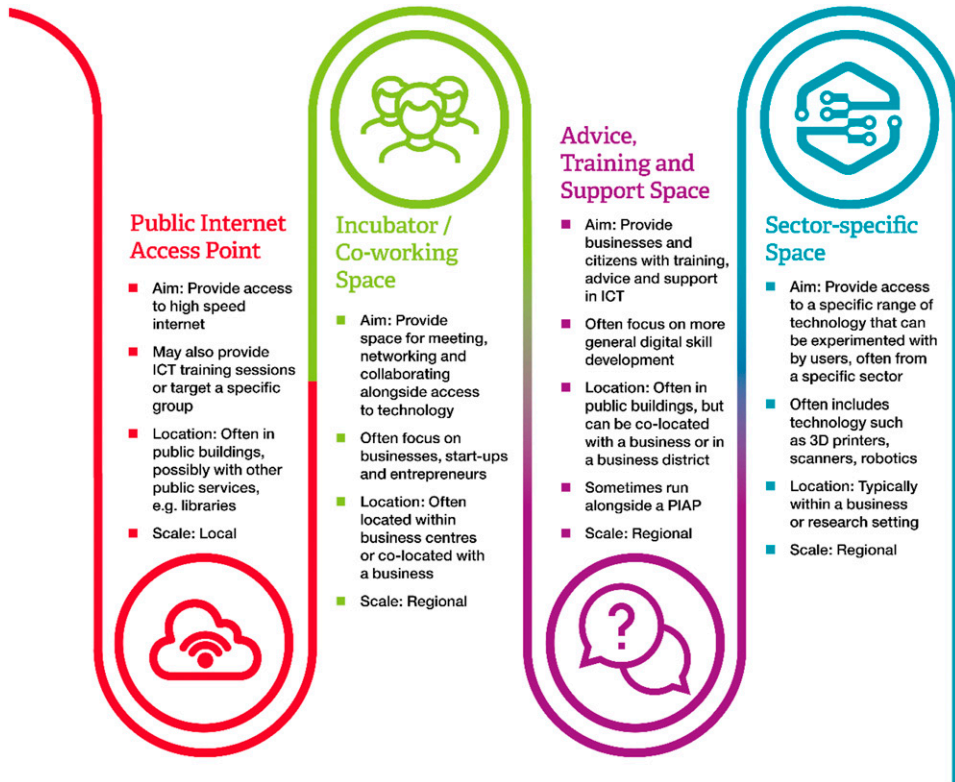 Public Internet
Access Point
■ Aim: Provide access
to high speed
internet
■ May also provide
ICT training sessions
or target a specific
group
■ Location: Often in
public buildings,
possibly with other
public services,
e.g. libraries
■ Scale: Local
Incubator /
Co-working
Space
■ Aim: Provide
space for meeting,
networking and
collaborating
alongside access
to technology
■ Often focus on
businesses, start-ups
and entrepreneurs
■ Location: Often
located within
business centres
or co-located with
a business
■ Scale: Regional
Advice,
Training and
Support Space
■ Aim: Provide
businesses and
citizens with training,
advice and support
in ICT
■ Often focus on more
general digital skill
development
■ Location: Often in
public buildings, but
can be co-located
with a business or in
a business district
■ Sometimes run
alongside a PIAP
■ Scale: Regional
?
Sector-specific
Space
■ Aim: Provide access
to a specific range of
technology that can
be experimented with
by users, often from
a specific sector
■ Often includes
technology such
as 3D printers,
scanners, robotics
■ Location: Typically
within a business
or research setting
■ Scale: Regional